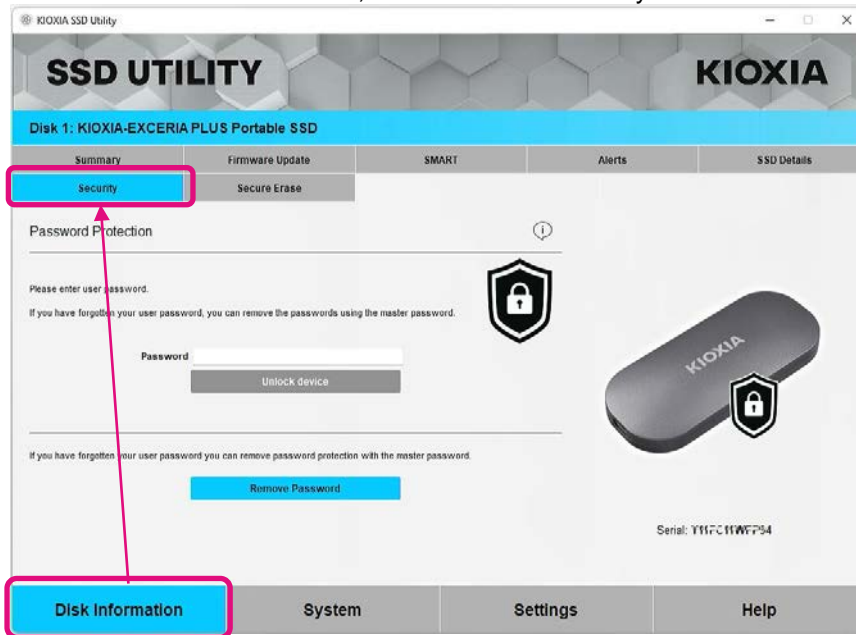 KIOXIA SSD Utility
SSD UTILITY
KIOXIA
Disk 1: KIOXIA-EXCERIA PLUS Portable SSD
Summary Firmware Update SMART Alerts SSD Details
Security Secure Erase
Password Protection
Please enter user password.
If you have forgotten your user password, you can remove the passwords using the master password.
Password
Unlock device
KIOXIA
If you have forgotten your user password you can remove password protection with the master password.
Remove Password
Serial:
Disk Information System Settings Help